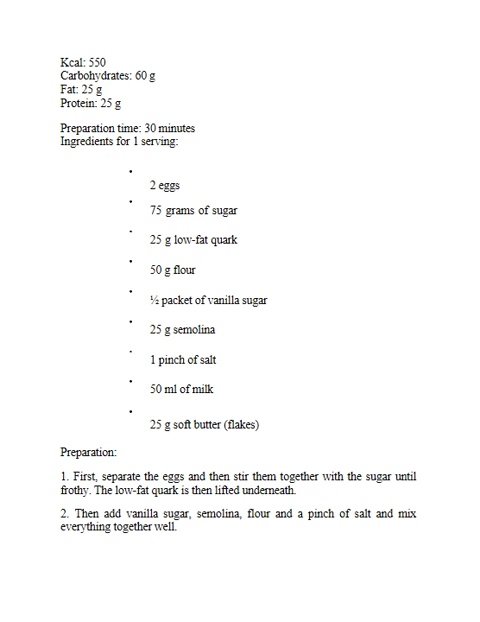 Kcal: 550
Carbohydrates: 60 g
Fat: 25 g
Protein: 25 g
Preparation time: 30 minutes
Ingredients for 1 serving:
• 2 eggs
• 75 grams of sugar
• 25 g low-fat quark
• 50 g flour
• ½ packet of vanilla sugar
• 25 g semolina
• 1 pinch of salt
• 50 ml of milk
• 25 g soft butter (flakes)
Preparation:
1. First, separate the eggs and then stir them together with the sugar until
frothy. The low-fat quark is then lifted underneath.
2. Then add vanilla sugar, semolina, flour and a pinch of salt and mix
everything together well.